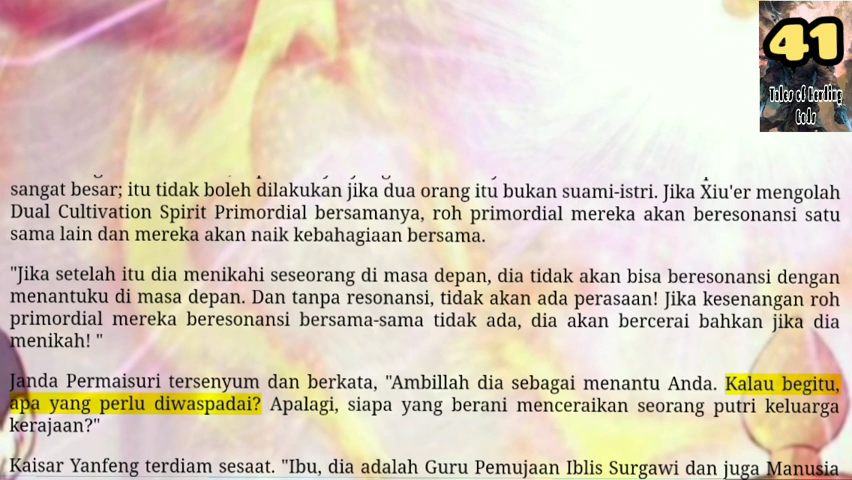 41
Tales of Herding
Gods
sangat besar; itu tidak boleh dilakukan jika dua orang itu bukan suami-istri. Jika Xiu'er mengolah
Dual Cultivation Spirit Primordial bersamanya, roh primordial mereka akan beresonansi satu
sama lain dan mereka akan naik kebahagiaan bersama.
"Jika setelah itu dia menikahi seseorang di masa depan, dia tidak akan bisa beresonansi dengan
menantuku di masa depan. Dan tanpa resonansi, tidak akan ada perasaan! Jika kesenangan roh
primordial mereka beresonansi bersama-sama tidak ada, dia akan bercerai bahkan jika dia
menikah! "
Janda Permaisuri tersenyum dan berkata, "Ambillah dia sebagai menantu Anda. Kalau begitu,
apa yang perlu diwaspadai? Apalagi, siapa yang berani menceraikan seorang putri keluarga
kerajaan?"
Kaisar Yanfeng terdiam sesaat. "Ibu, dia adalah Guru Pemujaan Iblis Surgawi dan juga Manusia